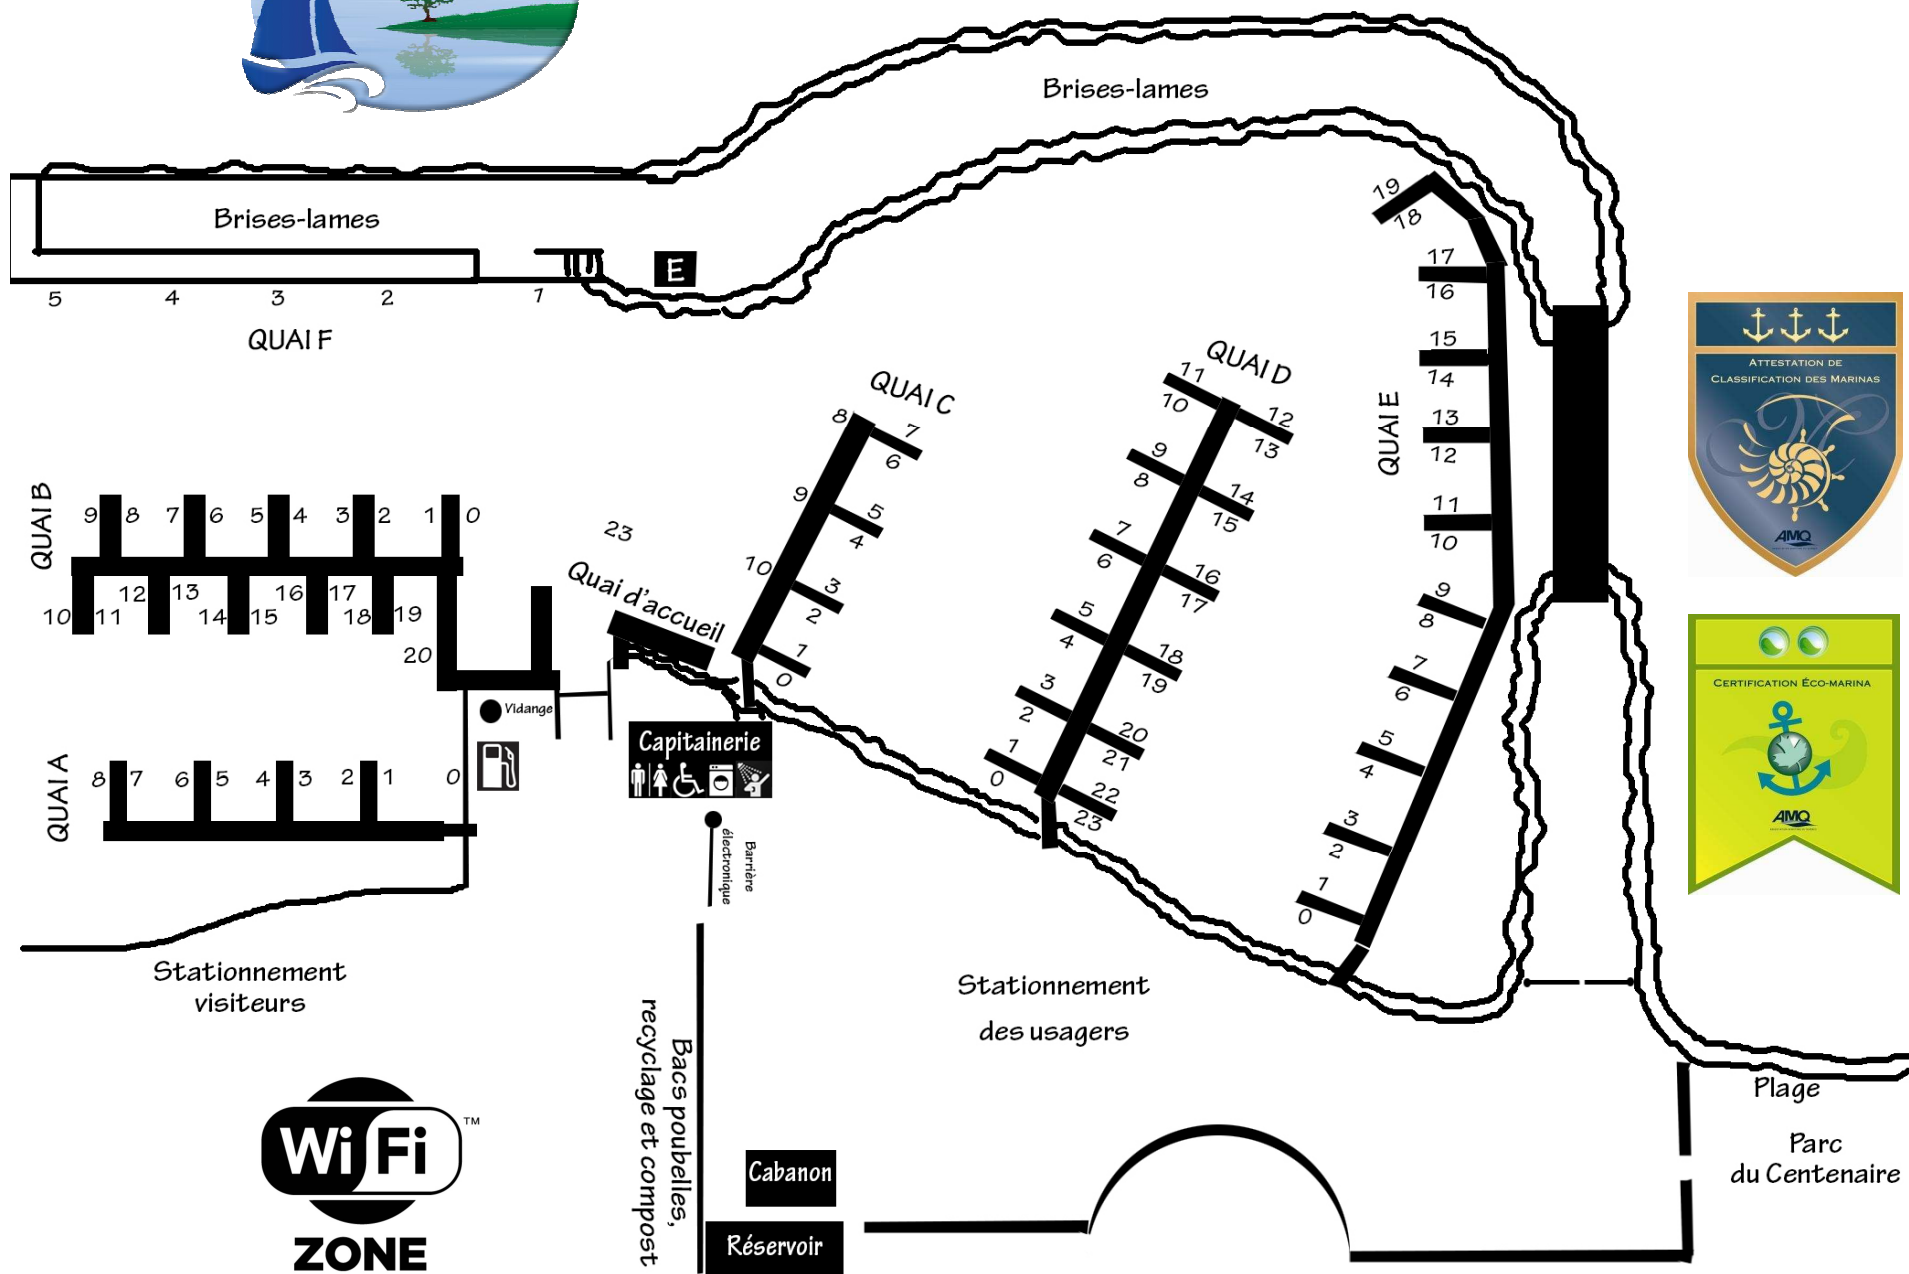 Brises-lames
Brises-lames
E
5 4 3 2 1
QUAI F
19
18
17
16
15
14
13
12
11
10
9
8
7
6
5
4
3
2
1
0
QUAI E
ATTESTATION DE
CLASSIFICATION DES MARINAS
AMQ
QUAI D
11
10
12
13
9
8
14
15
7
6
16
17
5
4
18
19
3
2
20
21
1
0
22
23
QUAI C
8
7
6
9
5
4
10
3
2
1
0
QUAI B
9 8 7 6 5 4 3 2 1 0
10 11 12 13 14 15 16 17 18 19
20
23
Quai d'accueil
Vidange
Capitainerie
QUAI A
8 7 6 5 4 3 2 1 0
Barrière
électronique
CERTIFICATION ÉCO-MARINA
AMQ
Stationnement
visiteurs
Stationnement
des usagers
Bacs poubelles,
recyclage et compost
Wi Fi TM
ZONE
Cabanon
Réservoir
Plage
Parc
du Centenaire